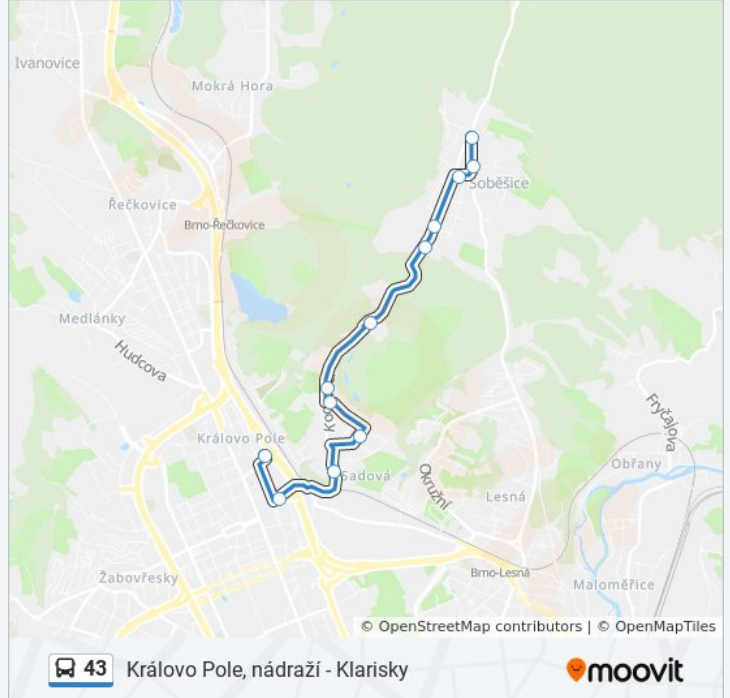 Ivanovice
Mokrá Hora
Soběšice
Řečkovice
Brno-Řečkovice
Medlánky
Hudcova
Fryčajova
Královo Pole
Sadová
Okružní
Obřany
Lesná
Žabovřesky
Brno-Lesná
Maloměřice
© OpenStreetMap contributors | © OpenMapTiles
43 Královo Pole, nádraží - Klarisky
moovit